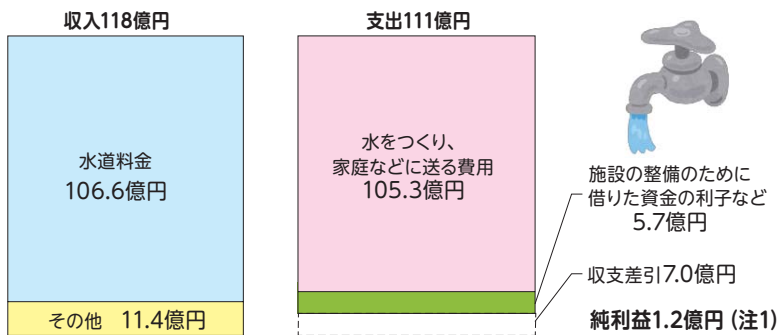 収入118億円
水道料金
106.6億円
その他 11.4億円
支出111億円
水をつくり、
家庭などに送る費用
105.3億円
施設の整備のために
借りた資金の利子など
5.7億円
収支差引7.0億円
純利益1.2億円 (注1)